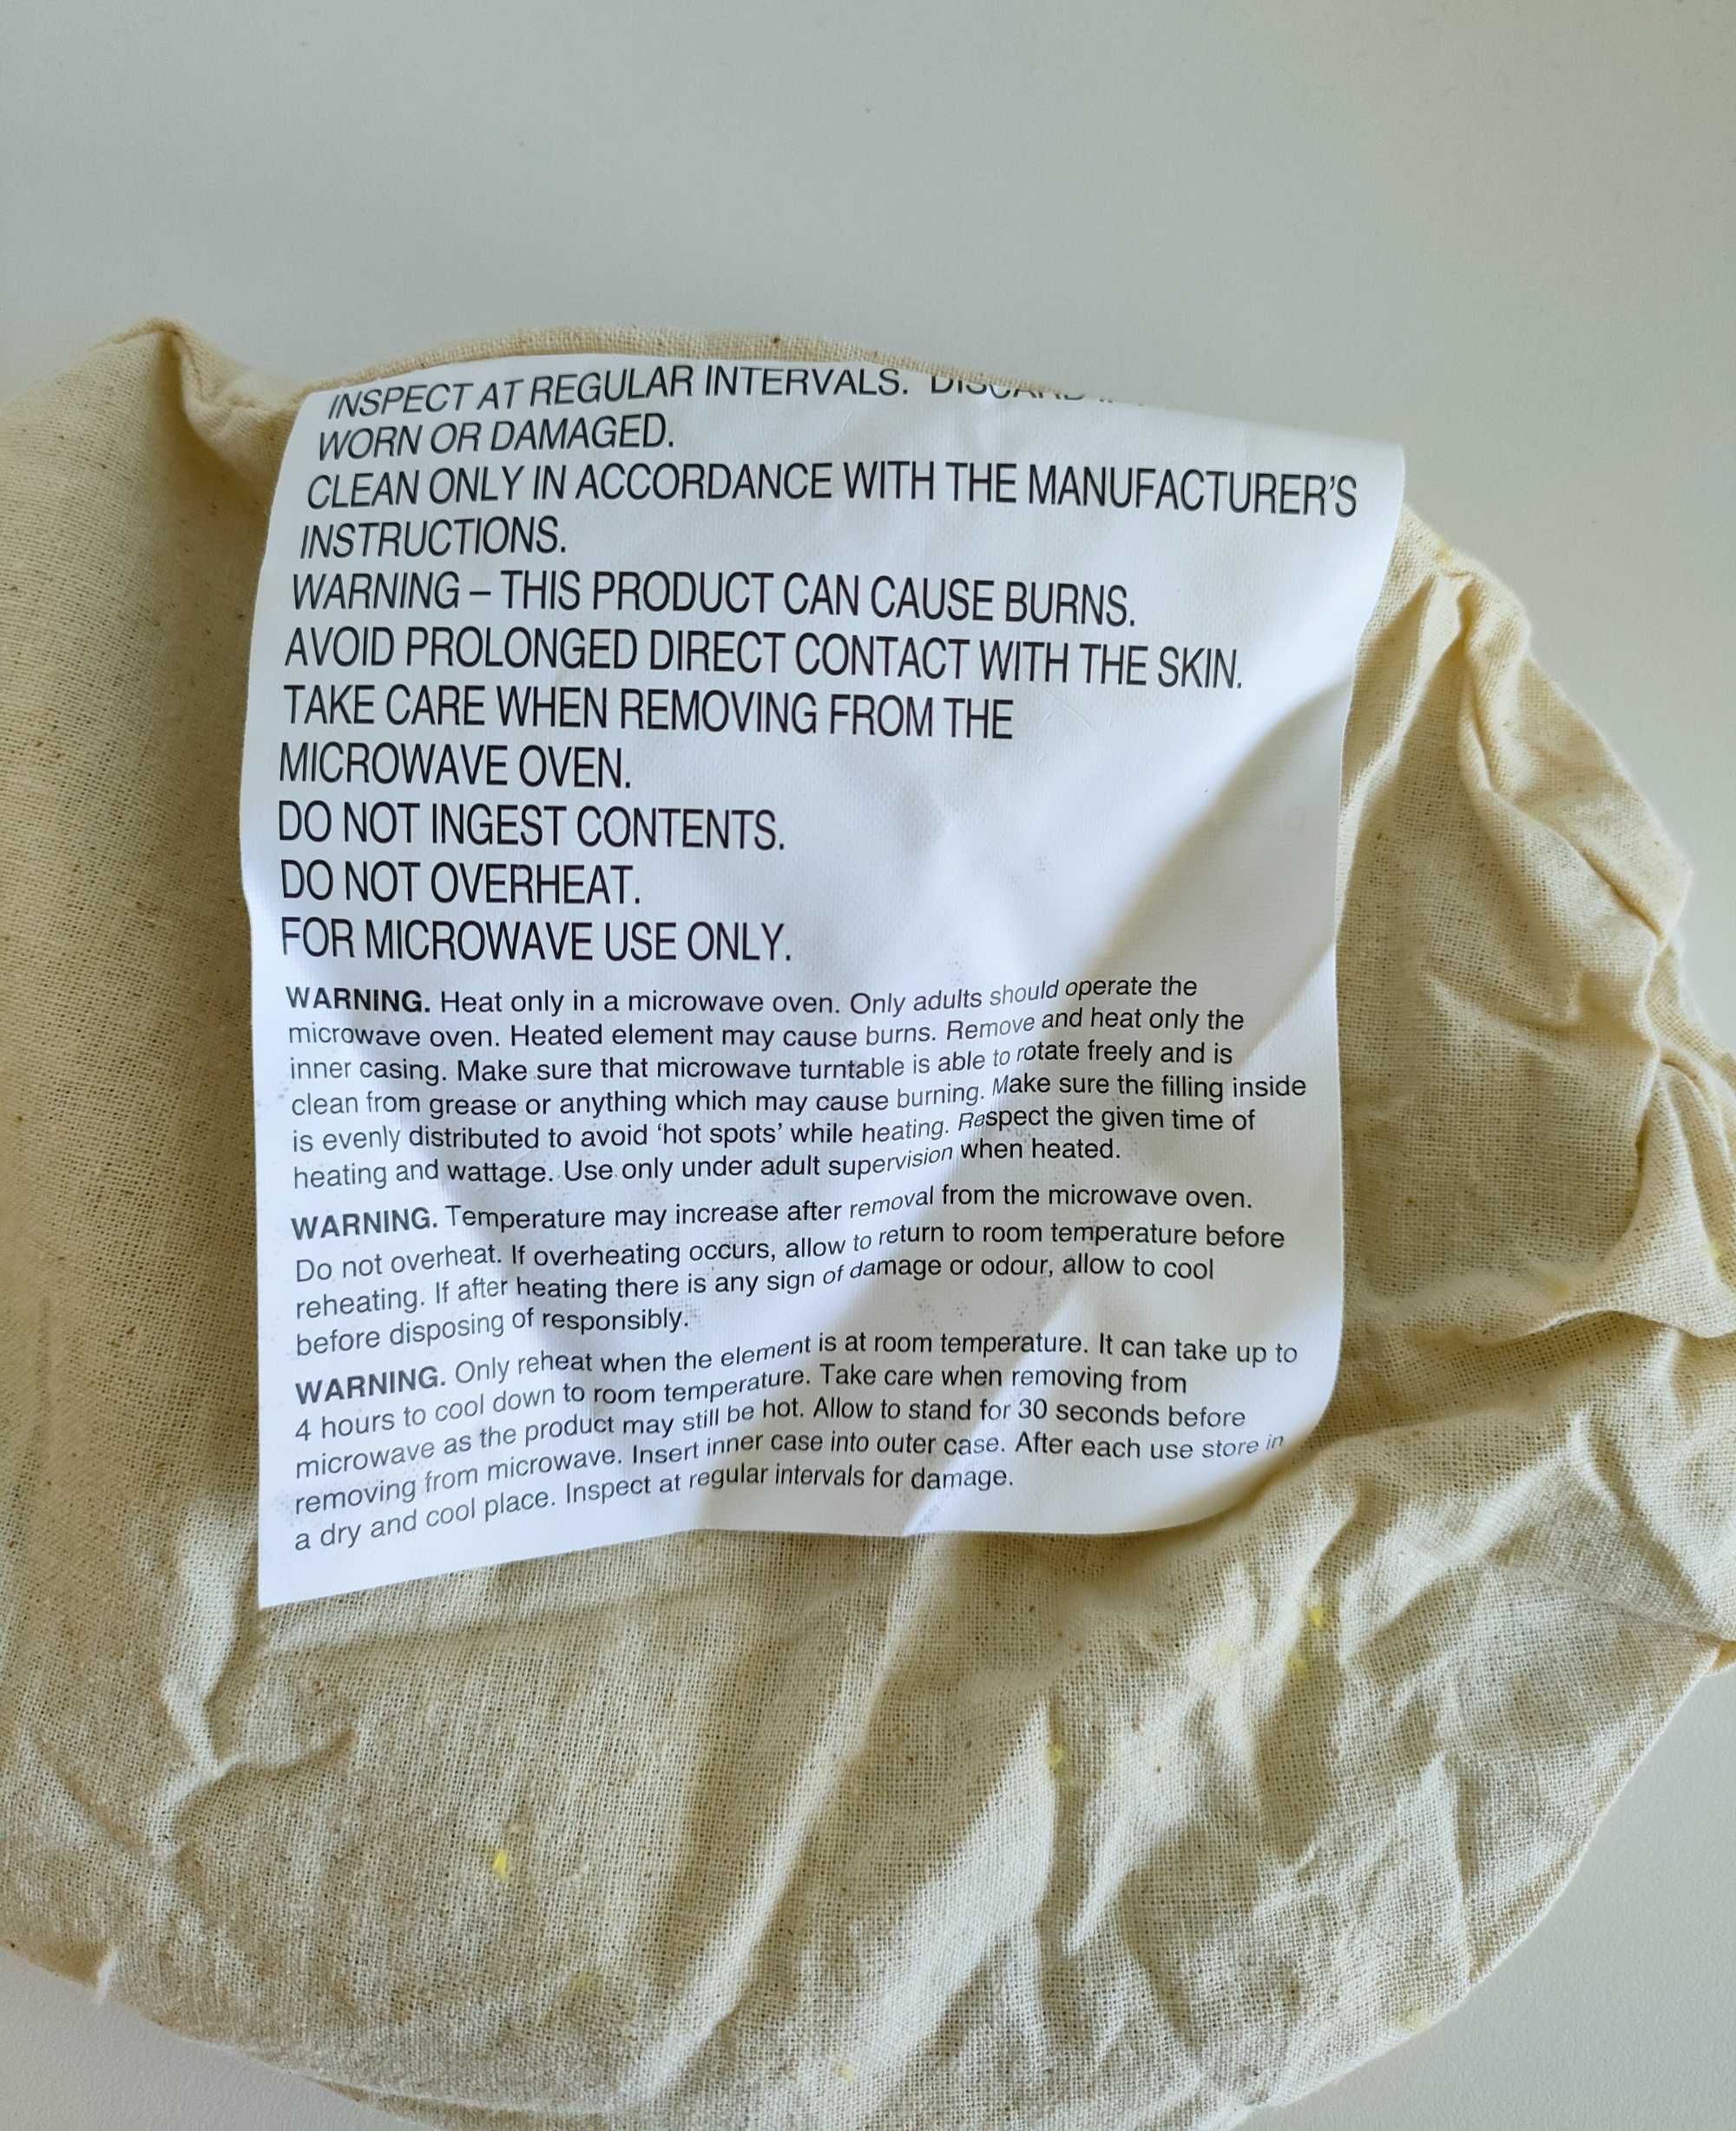 INSPECT AT REGULAR INTERVALS.
WORN OR DAMAGED.
CLEAN ONLY IN ACCORDANCE WITH THE MANUFACTURER'S
INSTRUCTIONS.
WARNING – THIS PRODUCT CAN CAUSE BURNS.
AVOID PROLONGED DIRECT CONTACT WITH THE SKIN.
TAKE CARE WHEN REMOVING FROM THE
MICROWAVE OVEN.
DO NOT INGEST CONTENTS.
DO NOT OVERHEAT.
FOR MICROWAVE USE ONLY.
WARNING. Heat only in a microwave oven. Only adults should operate the
microwave oven. Heated element may cause burns. Remove and heat only the
inner casing. Make sure that microwave turntable is able to rotate freely and is
clean from grease or anything which may cause burning. Make sure the filling inside
is evenly distributed to avoid 'hot spots' while heating. Respect the given time of
heating and wattage. Use only under adult supervision when heated.
WARNING. Temperature may increase after removal from the microwave oven.
Do not overheat. If overheating occurs, allow to return to room temperature before
reheating. If after heating there is any sign of damage or odour, allow to cool
before disposing of responsibly.
WARNING. Only reheat when the element is at room temperature. It can take up to
4 hours to cool down to room temperature. Take care when removing from
microwave as the product may still be hot. Allow to stand for 30 seconds before
removing from microwave. Insert inner case into outer case. After each use store in
a dry and cool place. Inspect at regular intervals for damage.